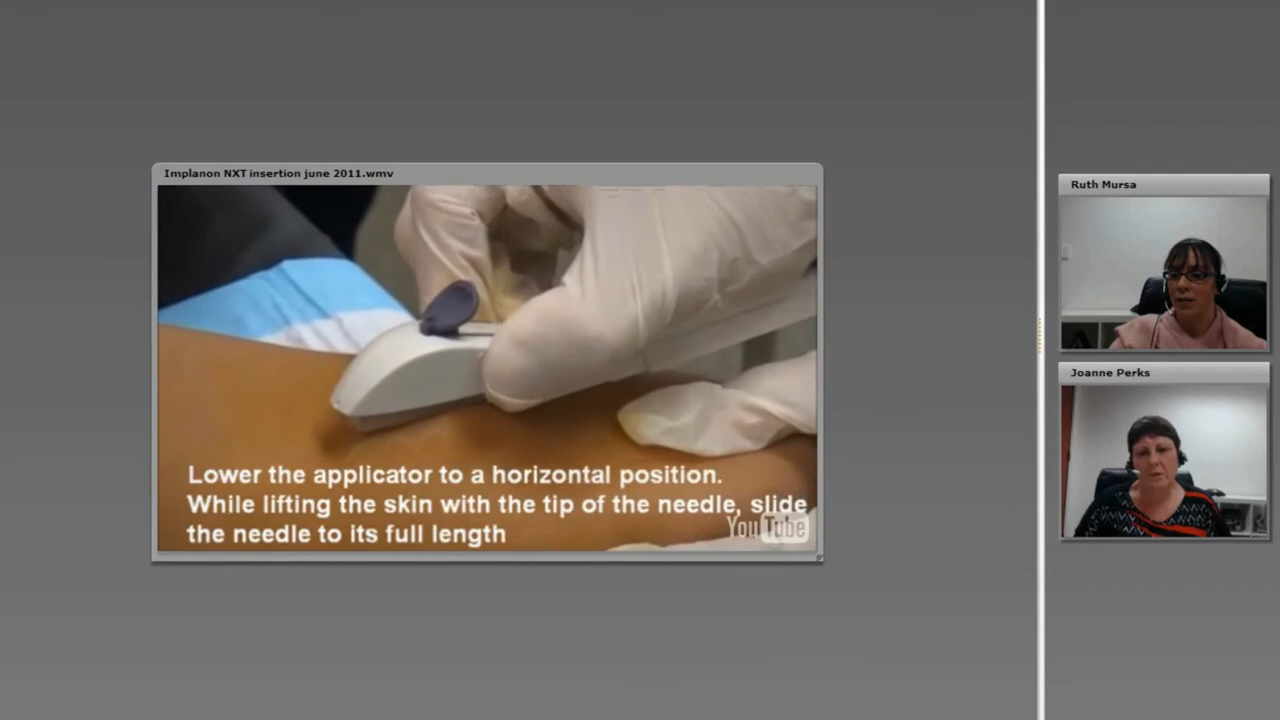 Implanon NXT insertion june 2011.wmv
Lower the applicator to a horizontal position.
While lifting the skin with the tip of the needle, slide
the needle to its full length
YouTube
Ruth Mursa
Joanne Perks